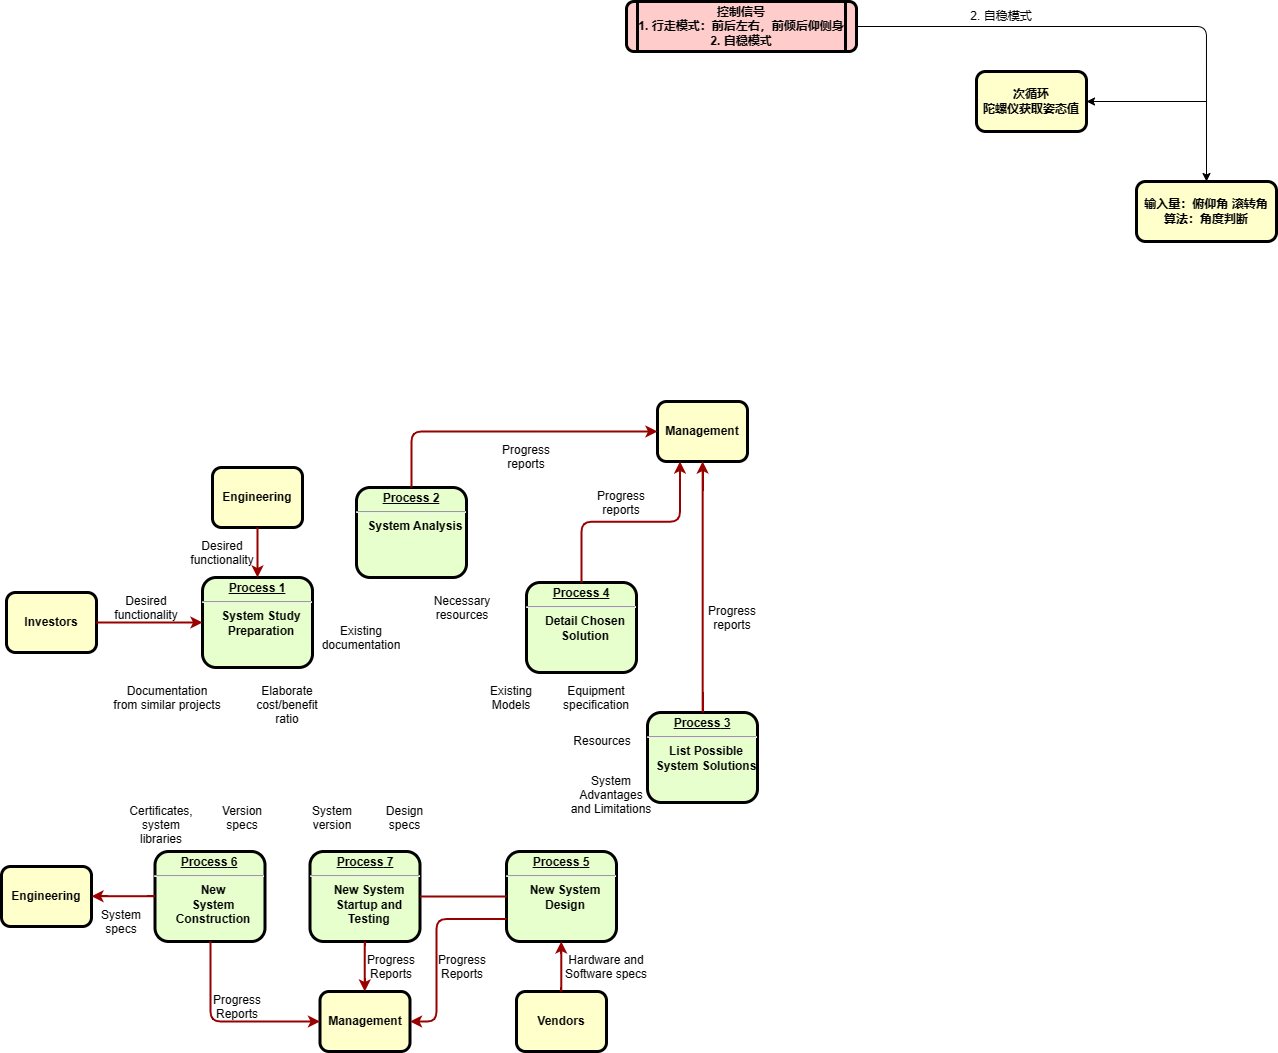 控制信号
1. 行走模式：前后左右，前倾后仰侧身
2. 自稳模式
2. 自稳模式
次循环
陀螺仪获取姿态值
输入量：俯仰角 滚转角
算法：角度判断
Management
Progress
reports
Engineering
Process 2
System Analysis
Progress
reports
Desired
functionality
Process 1
System Study
Preparation
Investors
Desired
functionality
Existing
documentation
Necessary
resources
Process 4
Detail Chosen
Solution
Progress
reports
Documentation
from similar projects
Elaborate
cost/benefit
ratio
Existing
Models
Equipment
specification
Process 3
List Possible
System Solutions
Resources
System
Advantages
and Limitations
Certificates,
system
libraries
Version
specs
System
version
Design
specs
Process 6
New
System
Construction
Process 7
New System
Startup and
Testing
Process 5
New System
Design
Engineering
System
specs
Progress
Reports
Progress
Reports
Hardware and
Software specs
Progress
Reports
Management
Vendors